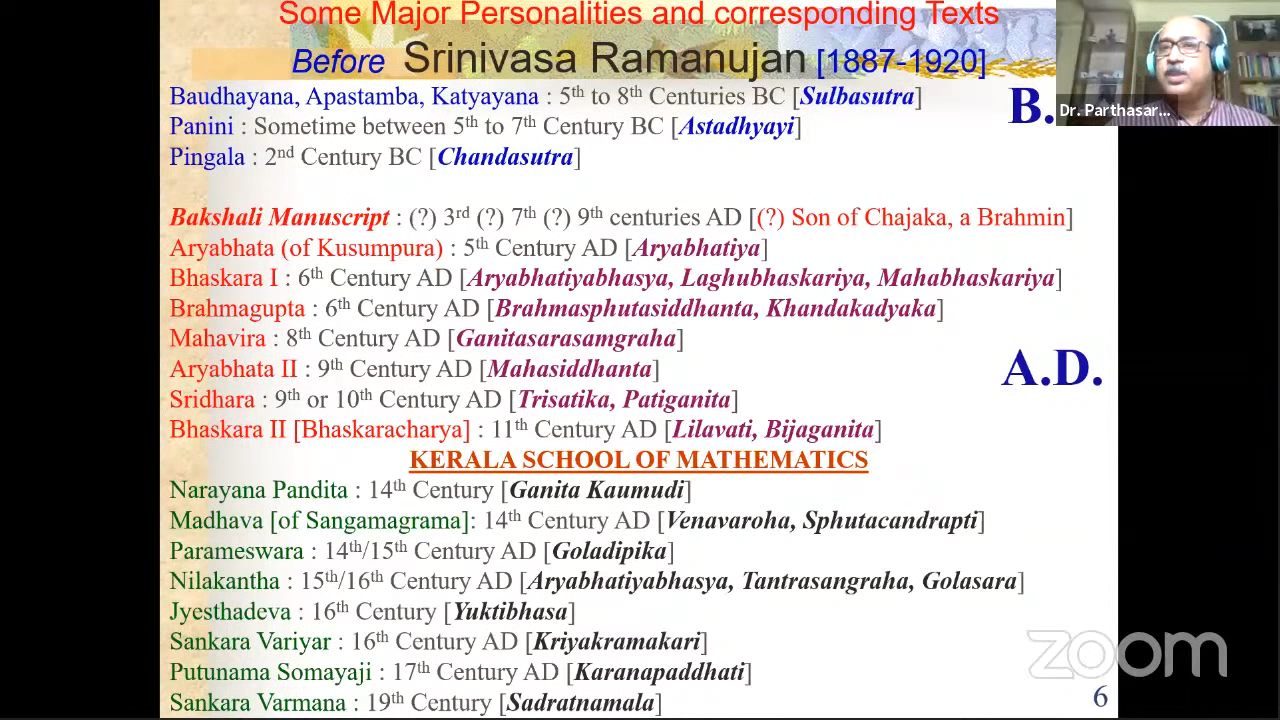 Some Major Personalities and corresponding Texts
Before Srinivasa Ramanujan [1887-1920]
Baudhayana, Apastamba, Katyayana : 5th to 8th Centuries BC [Sulbasutra]
B.
Dr. Parthasar...
Panini : Sometime between 5th to 7th Century BC [Astadhyayi]
Pingala : 2nd Century BC [Chandasutra]
Bakshali Manuscript : (?) 3rd (?) 7th (?) 9th centuries AD [(?) Son of Chajaka, a Brahmin]
Aryabhata (of Kusumpura) : 5th Century AD [Aryabhatiya]
Bhaskara I : 6th Century AD [Aryabhatiyabhasya, Laghubhaskariya, Mahabhaskariya]
Brahmagupta : 6th Century AD [Brahmasphutasiddhanta, Khandakadyaka]
Mahavira : 8th Century AD [Ganitasarasamgraha]
Aryabhata II : 9th Century AD [Mahasiddhanta]
A.D.
Sridhara : 9th or 10th Century AD [Trisatika, Patiganita]
Bhaskara II [Bhaskaracharya] : 11th Century AD [Lilavati, Bijaganita]
KERALA SCHOOL OF MATHEMATICS
Narayana Pandita : 14th Century [Ganita Kaumudi]
Madhava [of Sangamagrama]: 14th Century AD [Venavaroha, Sphutacandrapti]
Parameswara : 14th/15th Century AD [Goladipika]
Nilakantha : 15th/16th Century AD [Aryabhatiyabhasya, Tantrasangraha, Golasara]
Jyesthadeva : 16th Century [Yuktibhasa]
Sankara Variyar : 16th Century AD [Kriyakramakari]
Putunama Somayaji : 17th Century AD [Karanapaddhati]
Sankara Varmana : 19th Century [Sadratnamala]
zoom
6